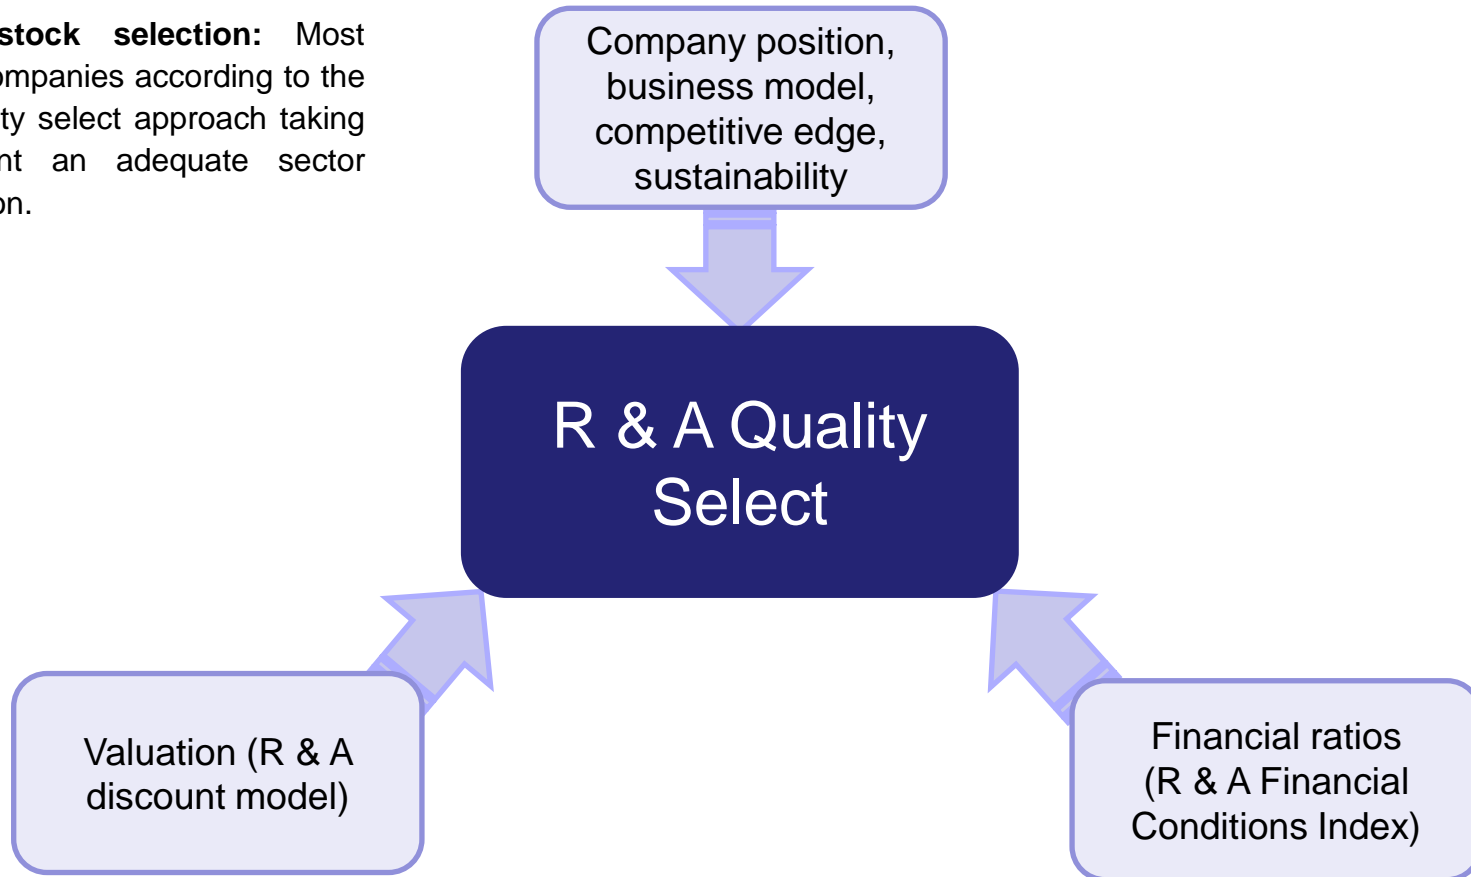 stock selection: Most
ompanies according to the
ty select approach taking
nt an adequate sector
on.
Company position,
business model,
competitive edge,
sustainability
R & A Quality
Select
Valuation (R & A
discount model)
Financial ratios
(R & A Financial
Conditions Index)